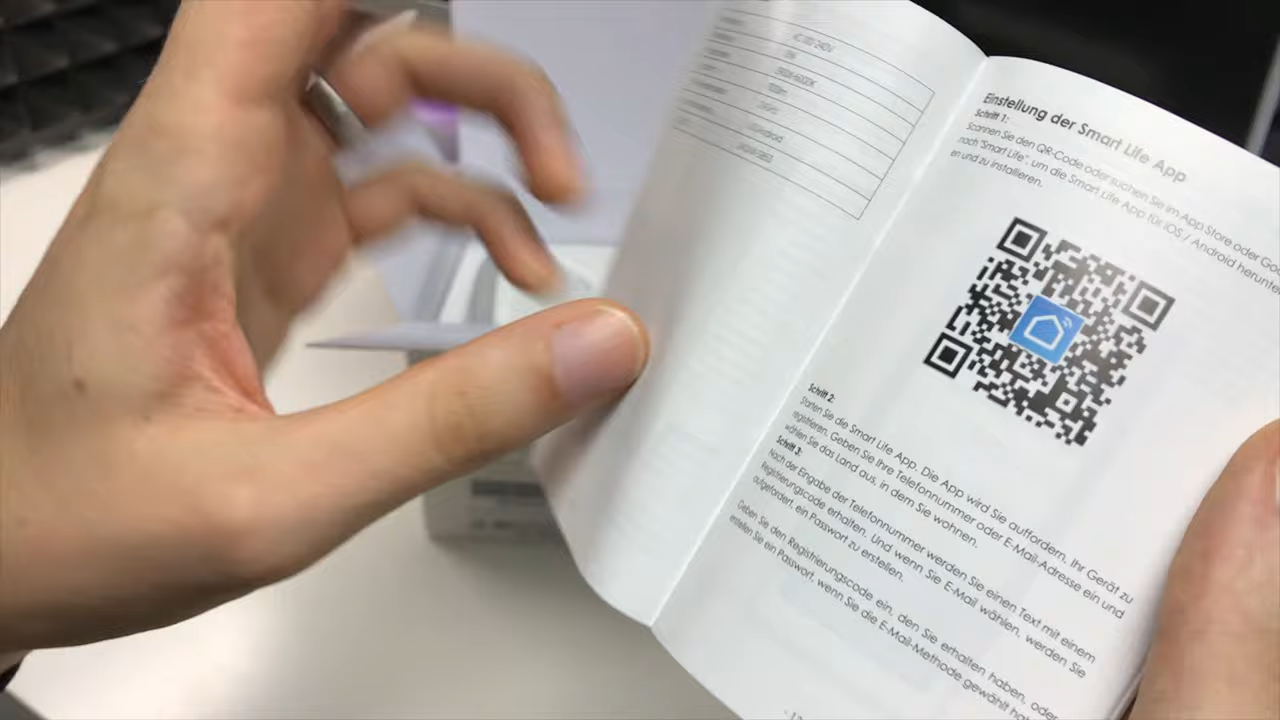 AC 100-240V
Einstellung der Smart Life App
Schritt 1:
Scannen Sie den QR-Code oder suchen Sie im App Store oder
nach "Smart Life", um die Smart Life App für iOS / Android
en und zu installieren.
Schritt 2:
Starten Sie die Smart Life App. Die App wird Sie auffordern, Ihr Gerät zu
registrieren. Geben Sie Ihre Telefonnummer oder E-Mail-Adresse ein und
wählen Sie das Land aus, in dem Sie wohnen.
Schritt 3:
Nach der Eingabe der Telefonnummer werden Sie einen Text mit einem
Registrierungscode erhalten. Und wenn Sie E-Mail wählen, werden Sie
aufgefordert, ein Passwort zu erstellen.
Geben Sie den Registrierungscode ein, den Sie erhalten haben, oder
erstellen Sie ein Passwort, wenn Sie die E-Mail-Methode gewählt